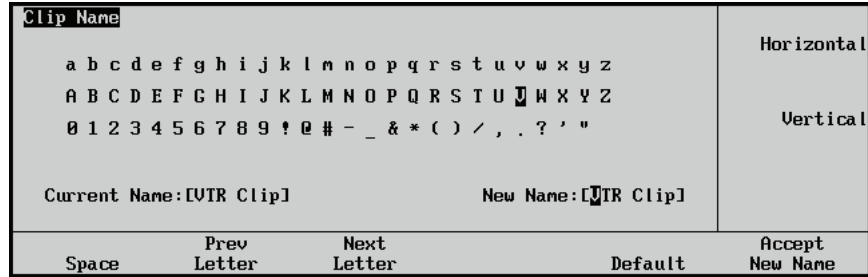 Clip Name
Horizontal
a b c d e f g h i j k l m n o p q r s t u v w x y z
A B C D E F G H I J K L M N O P Q R S T U V W X Y Z
0 1 2 3 4 5 6 7 8 9 ! @ # - _ & * ( ) / , . ? ' "
Vertical
Current Name:[VTR Clip] New Name:[VTR Clip]
Space
Prev
Letter
Next
Letter
Default
Accept
New Name